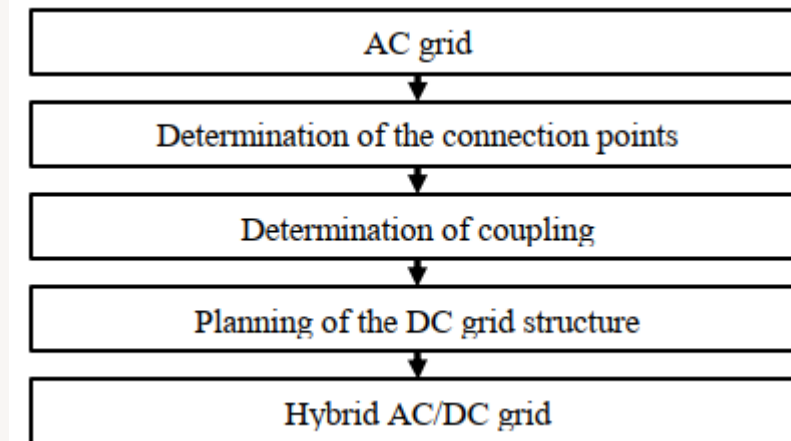 AC grid
Determination of the connection points
Determination of coupling
Planning of the DC grid structure
Hybrid AC/DC grid